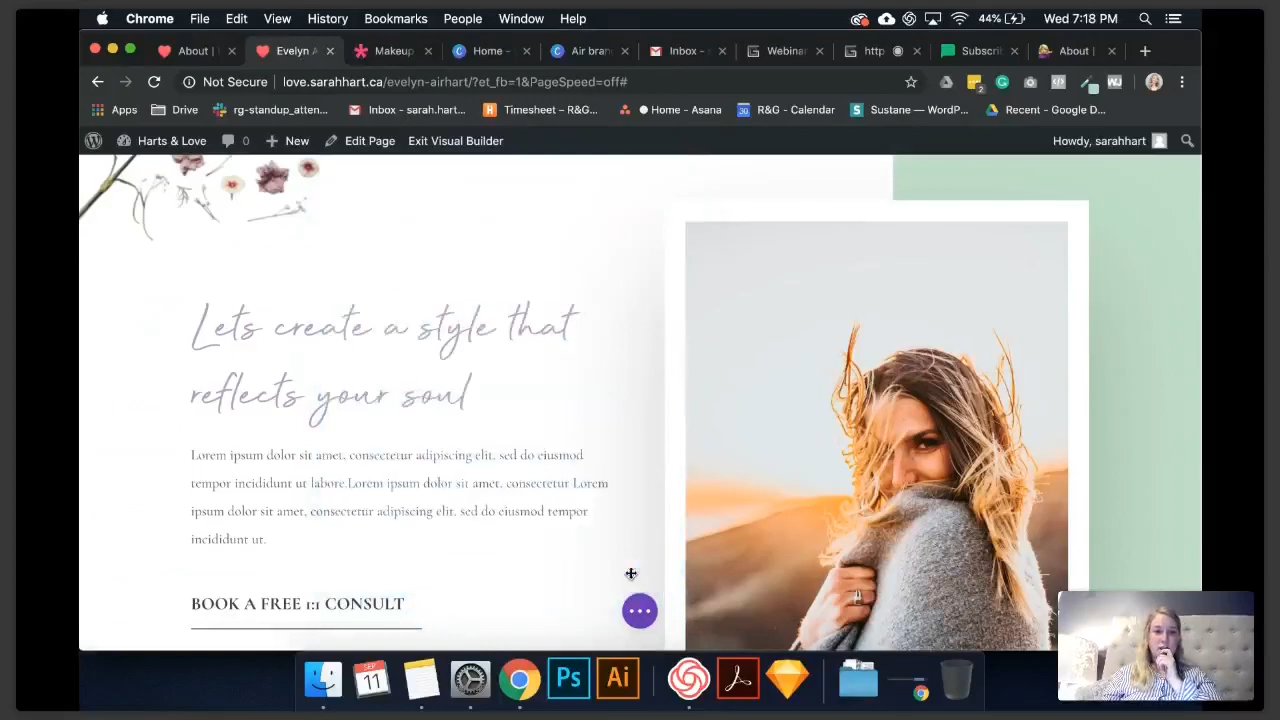 Chrome File Edit View History Bookmarks People Window Help 44% Wed 7:18 PM
About | Evelyn A Makeup Home - Air bran Inbox - Webinar http Subscri About |
Not Secure love.sarahhart.ca/evelyn-airhart/?et_fb=1&PageSpeed=off#
Apps Drive rg-standup_atten... Inbox - sarah.hart... Timesheet - R&G... Home - Asana R&G - Calendar Sustane — WordP... Recent - Google D...
Harts & Love 0 New Edit Page Exit Visual Builder Howdy, sarahhart
Lets create a style that
reflects your soul
Lorem ipsum dolor sit amet, consectetur adipiscing elit, sed do eiusmod
tempor incididunt ut labore.Lorem ipsum dolor sit amet, consectetur Lorem
ipsum dolor sit amet, consectetur adipiscing elit, sed do eiusmod tempor
incididunt ut.
BOOK A FREE 1:1 CONSULT
SEP
11
Ps
Ai